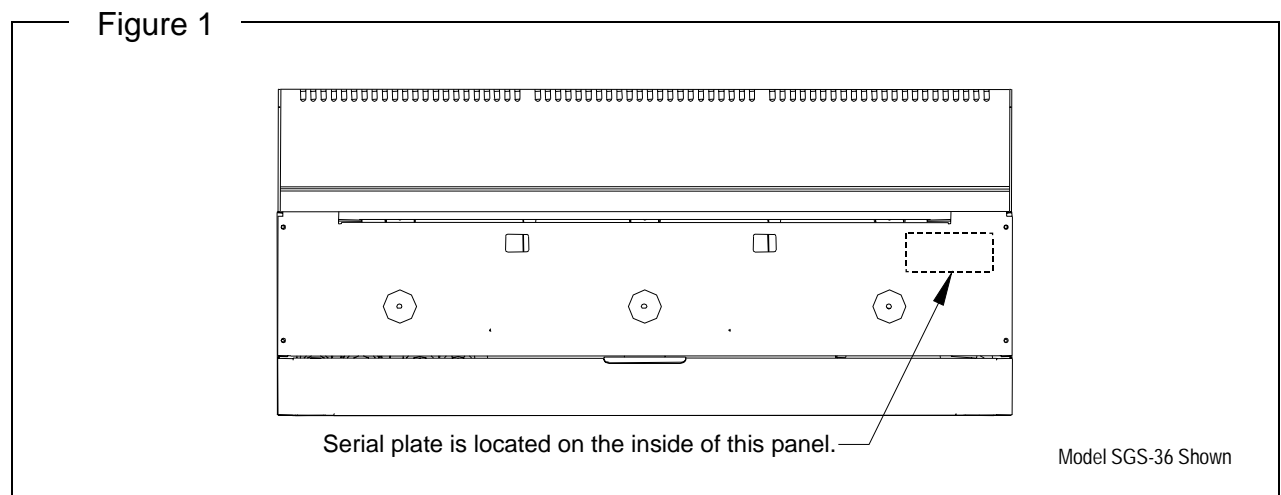 Figure 1
Serial plate is located on the inside of this panel.
Model SGS-36 Shown